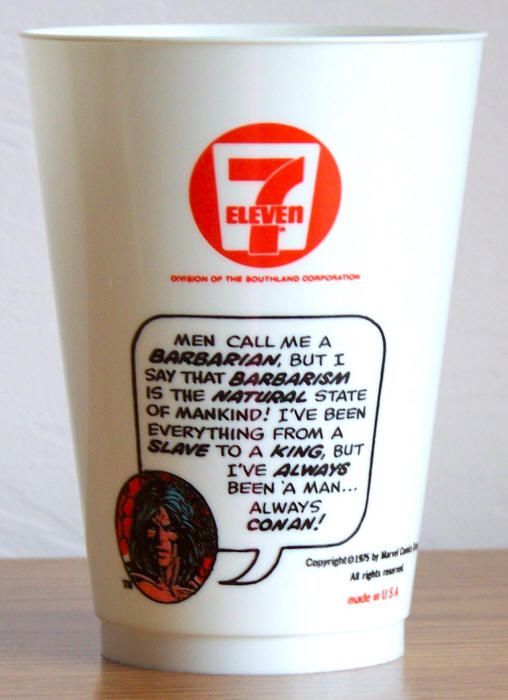 7
ELEVEn
DIVISION OF THE SOUTHLAND CORPORATION
MEN CALL ME A
BARBARIAN, BUT I
SAY THAT BARBARISM
IS THE NATURAL STATE
OF MANKIND! I'VE BEEN
EVERYTHING FROM A
SLAVE TO A KING, BUT
I'VE ALWAYS
BEEN A MAN...
ALWAYS
CONAN!
TM
Copyright © 1975 by Marvel Comics
All rights reserved
made in U S A